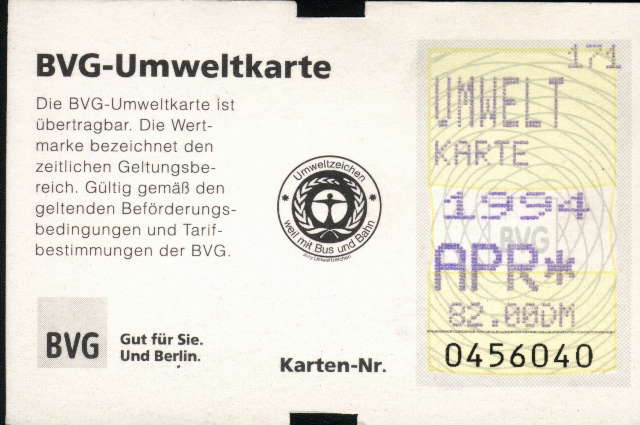 BVG-Umweltkarte
Die BVG-Umweltkarte ist
übertragbar. Die Wert-
marke bezeichnet den
zeitlichen Geltungsbe-
reich. Gültig gemäß den
geltenden Beförderungs-
bedingungen und Tarif-
bestimmungen der BVG.
Umweltzeichen
weil mit Bus und Bahn
Jury Umweltzeichen
BVG
Gut für Sie.
Und Berlin.
Karten-Nr.
171
UMWELT
KARTE
1994
BVG
APR*
82.00DM
0456040